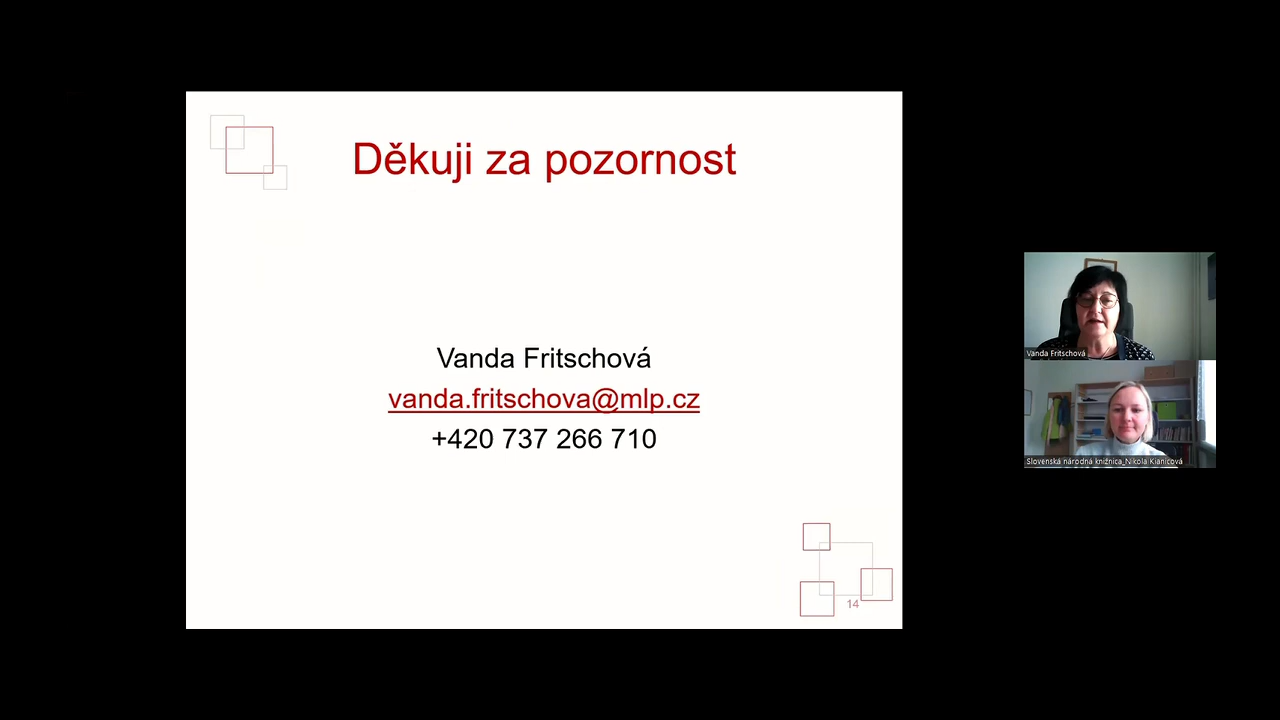 Děkuji za pozornost
Vanda Fritschová
vanda.fritschova@mlp.cz
+420 737 266 710
14
Vanda Fritschová
Slovenská národná knižnica_Nikola Kianicová